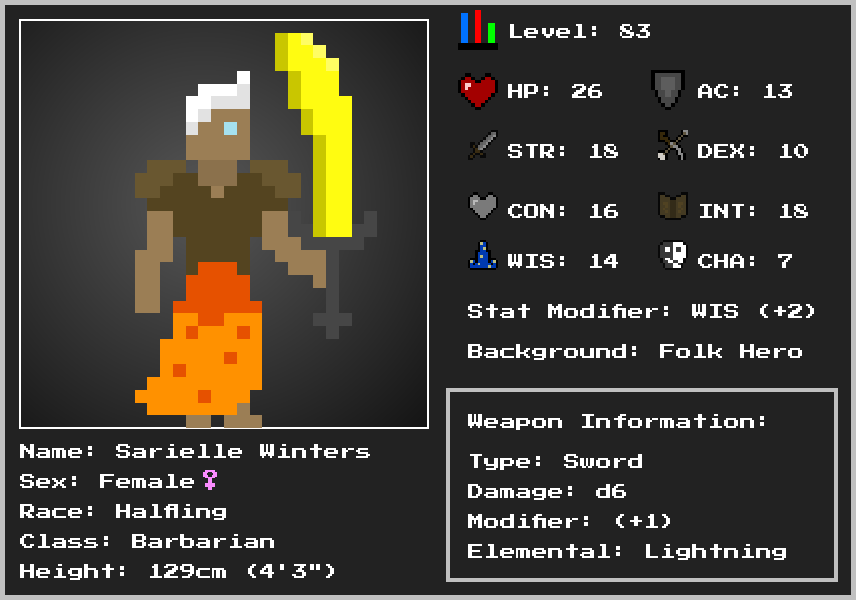 Level: 83
HP: 26 AC: 13
STR: 18 DEX: 10
CON: 16 INT: 18
WIS: 14 CHA: 7
Stat Modifier: WIS (+2)
Background: Folk Hero
Weapon Information:
Type: Sword
Damage: d6
Modifier: (+1)
Elemental: Lightning
Name: Sarielle Winters
Sex: Female♀
Race: Halfling
Class: Barbarian
Height: 129cm (4'3")